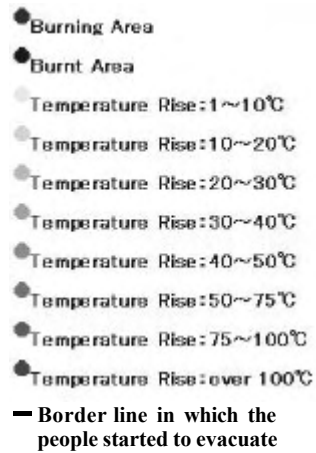 Burning Area
Burnt Area
Temperature Rise:1～10℃
Temperature Rise:10～20℃
Temperature Rise:20～30℃
Temperature Rise:30～40℃
Temperature Rise:40～50℃
Temperature Rise:50～75℃
Temperature Rise:75～100℃
Temperature Rise:over 100℃
Border line in which the
people started to evacuate